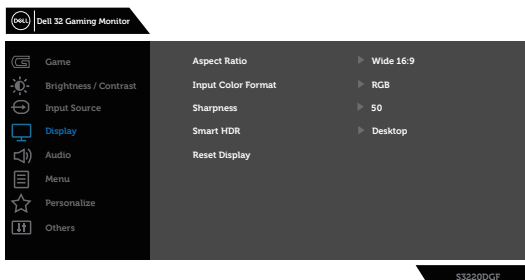 DELL Dell 32 Gaming Monitor
Game
Aspect Ratio Wide 16:9
Brightness / Contrast Input Color Format RGB
Input Source Sharpness 50
Display Smart HDR Desktop
Audio Reset Display
Menu
Personalize
Others
S3220DGF